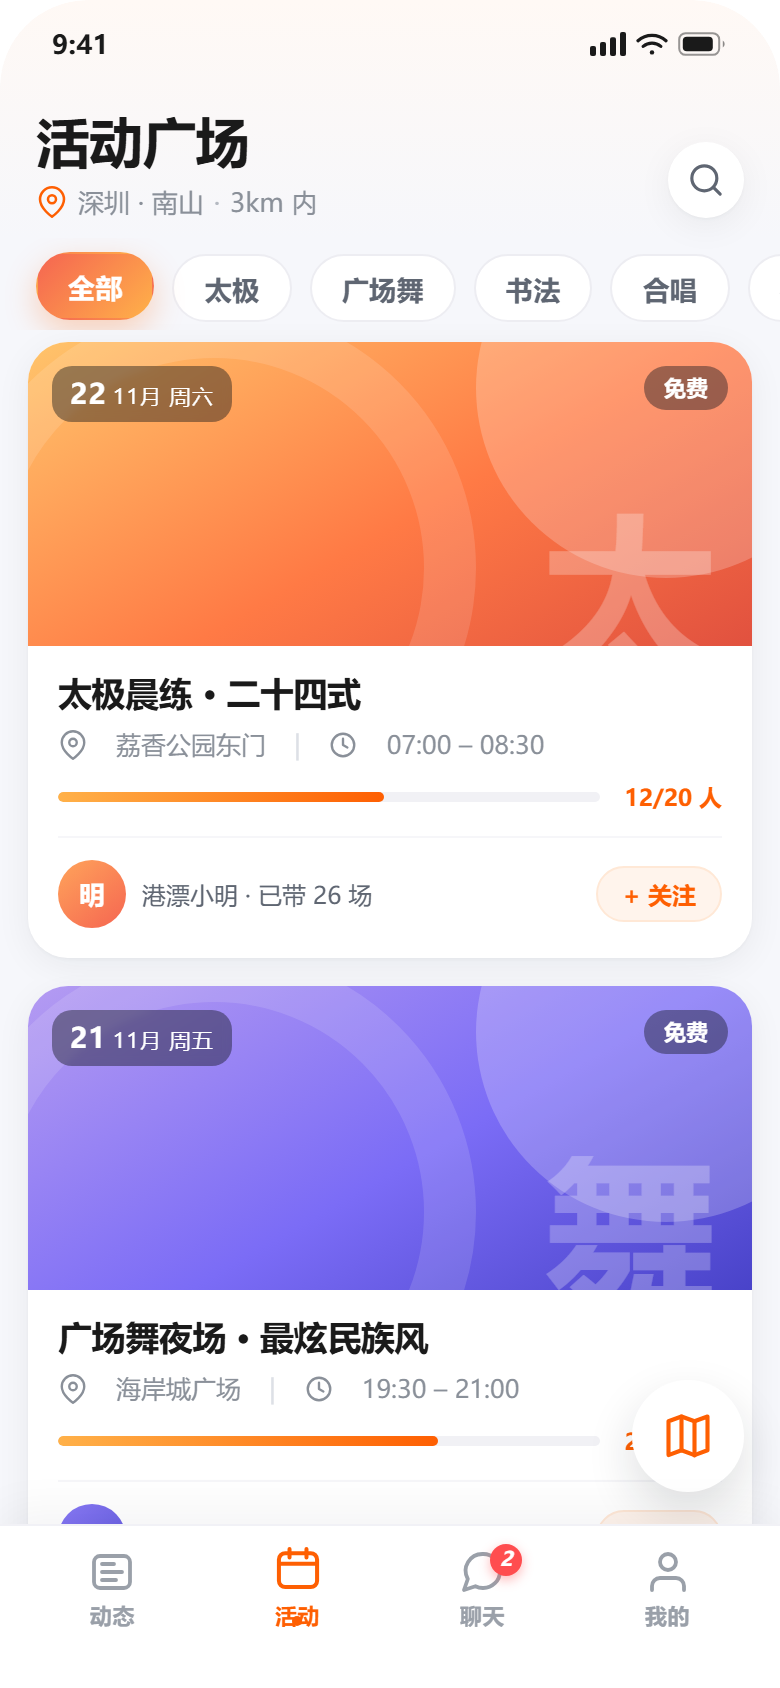 9:41
活动广场
深圳 · 南山 · 3km 内
全部 太极 广场舞 书法 合唱
22 11月 周六 免费
太
太极晨练 • 二十四式
荔香公园东门 | 07:00 – 08:30
12/20 人
明 港漂小明 · 已带 26 场 + 关注
21 11月 周五 免费
舞
广场舞夜场 • 最炫民族风
海岸城广场 | 19:30 – 21:00
动态 活动 聊天 2 我的